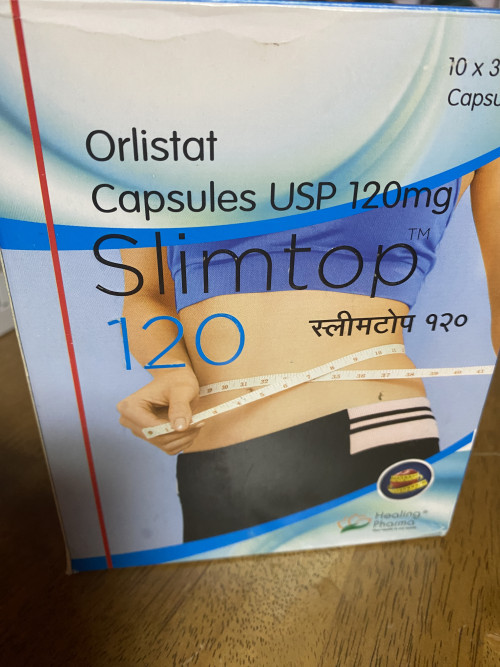 10 x 3
Capsu
Orlistat
Capsules USP 120mg
Slimtop™
120
स्लीमटोप १२०
Healing®
Pharma